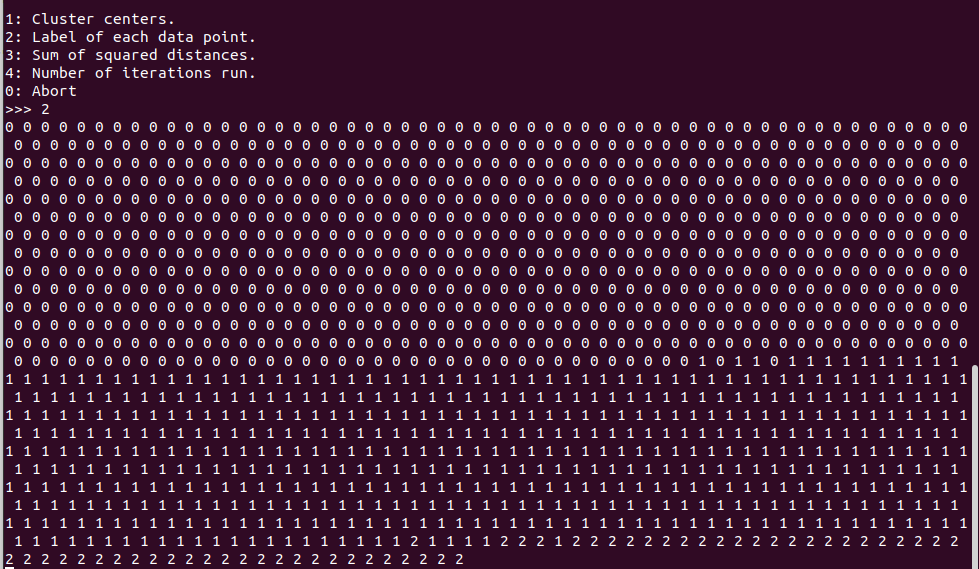 1: Cluster centers.
2: Label of each data point.
3: Sum of squared distances.
4: Number of iterations run.
0: Abort
>>> 2
0 0 0 0 0 0 0 0 0 0 0 0 0 0 0 0 0 0 0 0 0 0 0 0 0 0 0 0 0 0 0 0 0 0 0 0 0 0 0 0 0 0 0 0 0 0 0 0 0 0 0 0 0 0
0 0 0 0 0 0 0 0 0 0 0 0 0 0 0 0 0 0 0 0 0 0 0 0 0 0 0 0 0 0 0 0 0 0 0 0 0 0 0 0 0 0 0 0 0 0 0 0 0 0 0 0 0
0 0 0 0 0 0 0 0 0 0 0 0 0 0 0 0 0 0 0 0 0 0 0 0 0 0 0 0 0 0 0 0 0 0 0 0 0 0 0 0 0 0 0 0 0 0 0 0 0 0 0 0 0 0
0 0 0 0 0 0 0 0 0 0 0 0 0 0 0 0 0 0 0 0 0 0 0 0 0 0 0 0 0 0 0 0 0 0 0 0 0 0 0 0 0 0 0 0 0 0 0 0 0 0 0 0 0
0 0 0 0 0 0 0 0 0 0 0 0 0 0 0 0 0 0 0 0 0 0 0 0 0 0 0 0 0 0 0 0 0 0 0 0 0 0 0 0 0 0 0 0 0 0 0 0 0 0 0 0 0 0
0 0 0 0 0 0 0 0 0 0 0 0 0 0 0 0 0 0 0 0 0 0 0 0 0 0 0 0 0 0 0 0 0 0 0 0 0 0 0 0 0 0 0 0 0 0 0 0 0 0 0 0 0
0 0 0 0 0 0 0 0 0 0 0 0 0 0 0 0 0 0 0 0 0 0 0 0 0 0 0 0 0 0 0 0 0 0 0 0 0 0 0 0 0 0 0 0 0 0 0 0 0 0 0 0 0 0
0 0 0 0 0 0 0 0 0 0 0 0 0 0 0 0 0 0 0 0 0 0 0 0 0 0 0 0 0 0 0 0 0 0 0 0 0 0 0 0 0 0 0 0 0 0 0 0 0 0 0 0 0
0 0 0 0 0 0 0 0 0 0 0 0 0 0 0 0 0 0 0 0 0 0 0 0 0 0 0 0 0 0 0 0 0 0 0 0 0 0 0 0 0 0 0 0 0 0 0 0 0 0 0 0 0 0
0 0 0 0 0 0 0 0 0 0 0 0 0 0 0 0 0 0 0 0 0 0 0 0 0 0 0 0 0 0 0 0 0 0 0 0 0 0 0 0 0 0 0 0 0 0 0 0 0 0 0 0 0
0 0 0 0 0 0 0 0 0 0 0 0 0 0 0 0 0 0 0 0 0 0 0 0 0 0 0 0 0 0 0 0 0 0 0 0 0 0 0 0 0 0 0 0 0 0 0 0 0 0 0 0 0 0
0 0 0 0 0 0 0 0 0 0 0 0 0 0 0 0 0 0 0 0 0 0 0 0 0 0 0 0 0 0 0 0 0 0 0 0 0 0 0 0 0 0 0 0 0 0 0 0 0 0 0 0 0
0 0 0 0 0 0 0 0 0 0 0 0 0 0 0 0 0 0 0 0 0 0 0 0 0 0 0 0 0 0 0 0 0 0 0 0 0 0 0 0 0 0 0 0 0 0 0 0 0 0 0 0 0 0
0 0 0 0 0 0 0 0 0 0 0 0 0 0 0 0 0 0 0 0 0 0 0 0 0 0 0 0 0 0 0 0 0 0 0 0 0 0 1 0 1 1 0 1 1 1 1 1 1 1 1 1 1
1 1 1 1 1 1 1 1 1 1 1 1 1 1 1 1 1 1 1 1 1 1 1 1 1 1 1 1 1 1 1 1 1 1 1 1 1 1 1 1 1 1 1 1 1 1 1 1 1 1 1 1 1 1
1 1 1 1 1 1 1 1 1 1 1 1 1 1 1 1 1 1 1 1 1 1 1 1 1 1 1 1 1 1 1 1 1 1 1 1 1 1 1 1 1 1 1 1 1 1 1 1 1 1 1 1 1
1 1 1 1 1 1 1 1 1 1 1 1 1 1 1 1 1 1 1 1 1 1 1 1 1 1 1 1 1 1 1 1 1 1 1 1 1 1 1 1 1 1 1 1 1 1 1 1 1 1 1 1 1 1
1 1 1 1 1 1 1 1 1 1 1 1 1 1 1 1 1 1 1 1 1 1 1 1 1 1 1 1 1 1 1 1 1 1 1 1 1 1 1 1 1 1 1 1 1 1 1 1 1 1 1 1 1
1 1 1 1 1 1 1 1 1 1 1 1 1 1 1 1 1 1 1 1 1 1 1 1 1 1 1 1 1 1 1 1 1 1 1 1 1 1 1 1 1 1 1 1 1 1 1 1 1 1 1 1 1 1
1 1 1 1 1 1 1 1 1 1 1 1 1 1 1 1 1 1 1 1 1 1 1 1 1 1 1 1 1 1 1 1 1 1 1 1 1 1 1 1 1 1 1 1 1 1 1 1 1 1 1 1 1
1 1 1 1 1 1 1 1 1 1 1 1 1 1 1 1 1 1 1 1 1 1 1 1 1 1 1 1 1 1 1 1 1 1 1 1 1 1 1 1 1 1 1 1 1 1 1 1 1 1 1 1 1 1
1 1 1 1 1 1 1 1 1 1 1 1 1 1 1 1 1 1 1 1 1 1 1 1 1 1 1 1 1 1 1 1 1 1 1 1 1 1 1 1 1 1 1 1 1 1 1 1 1 1 1 1 1
1 1 1 1 1 1 1 1 1 1 1 1 1 1 1 1 1 1 1 1 1 1 1 1 1 1 1 1 1 1 1 1 1 1 1 1 1 1 1 1 1 1 1 1 1 1 1 1 1 1 1 1 1 1
1 1 1 1 1 1 1 1 1 1 1 1 1 1 1 1 1 1 1 1 1 1 2 1 1 1 1 2 2 2 1 2 2 2 2 2 2 2 2 2 2 2 2 2 2 2 2 2 2 2 2 2 2
2 2 2 2 2 2 2 2 2 2 2 2 2 2 2 2 2 2 2 2 2 2 2 2 2 2